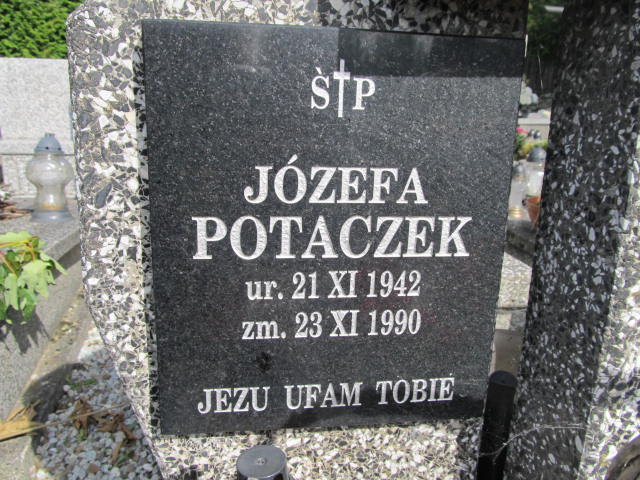 Ś†P
JÓZEFA
POTACZEK
ur. 21 XI 1942
zm. 23 XI 1990
JEZU UFAM TOBIE